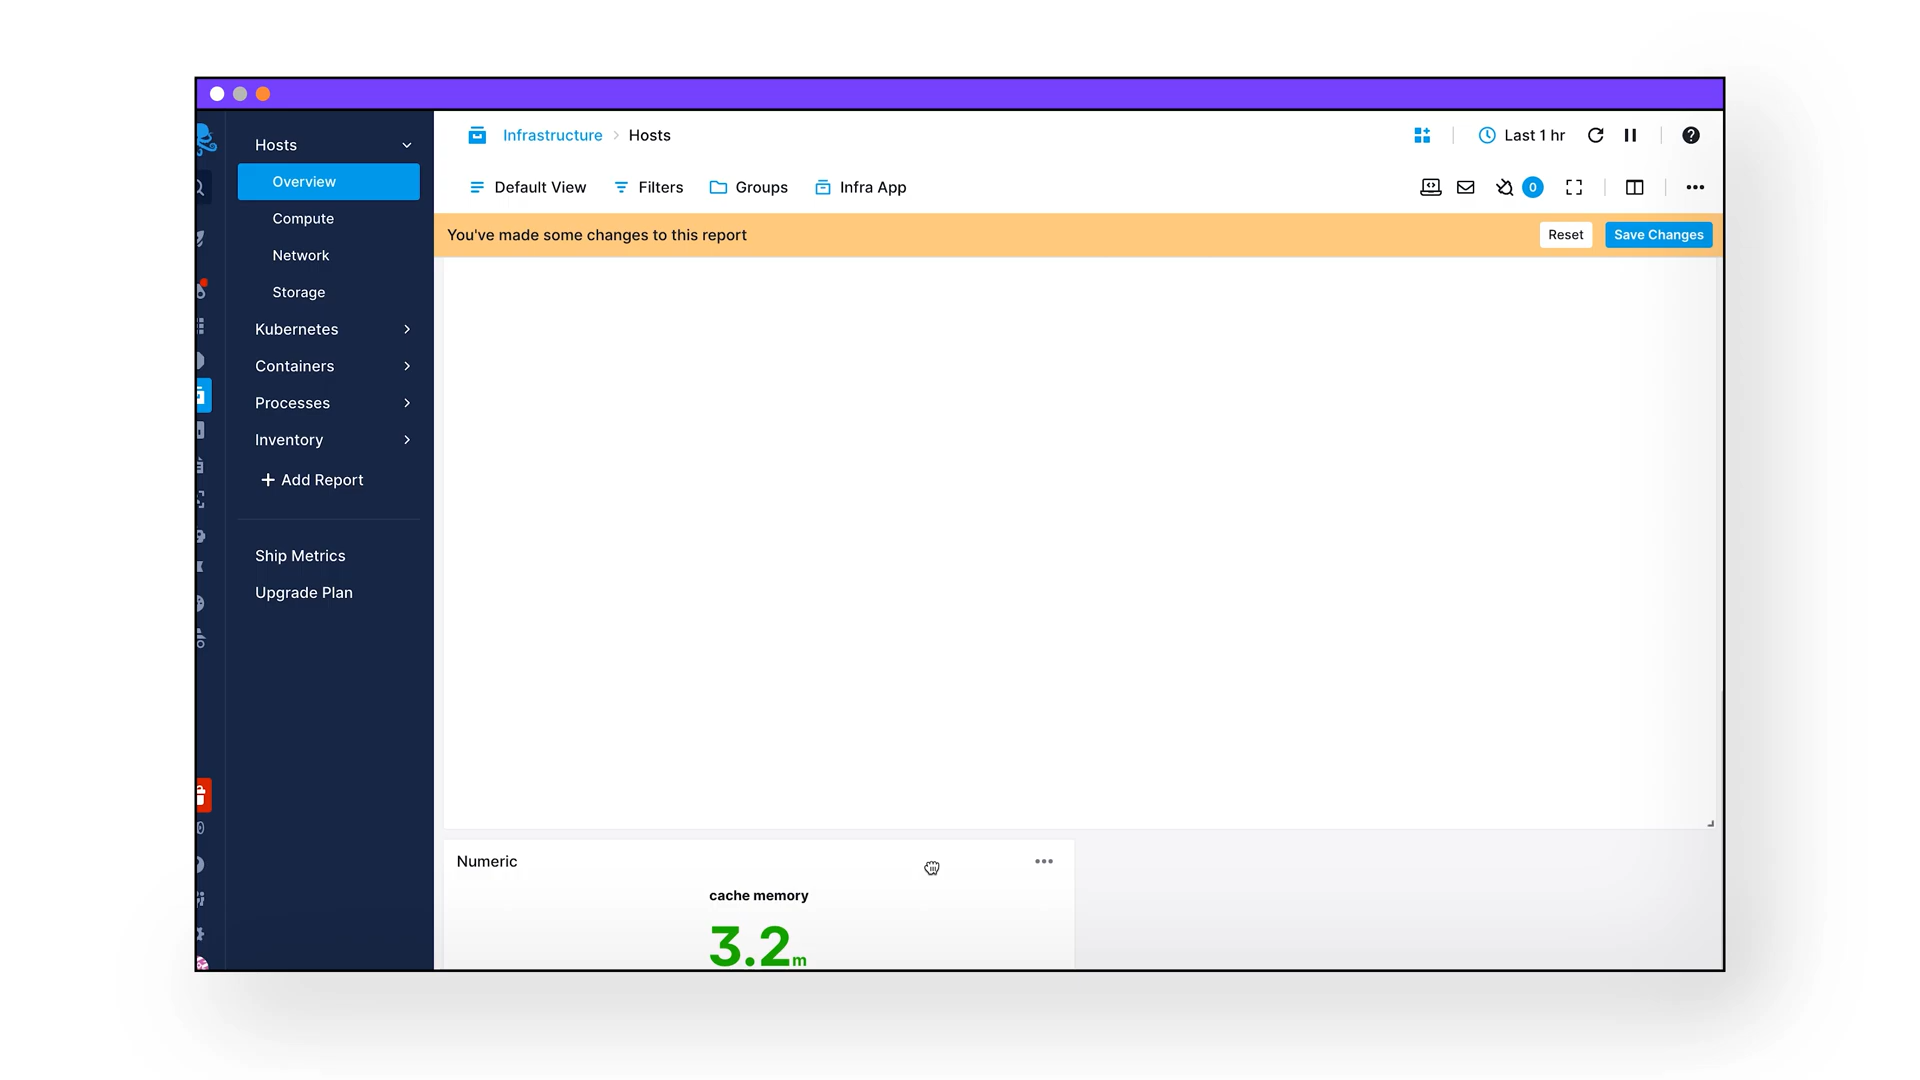 Hosts
Overview
Compute
Network
Storage
Kubernetes
Containers
Processes
Inventory
Add Report
Ship Metrics
Upgrade Plan
Infrastructure > Hosts
Last 1 hr
Default View
Filters
Groups
Infra App
0
You've made some changes to this report
Reset
Save Changes
Numeric
cache memory
3.2m